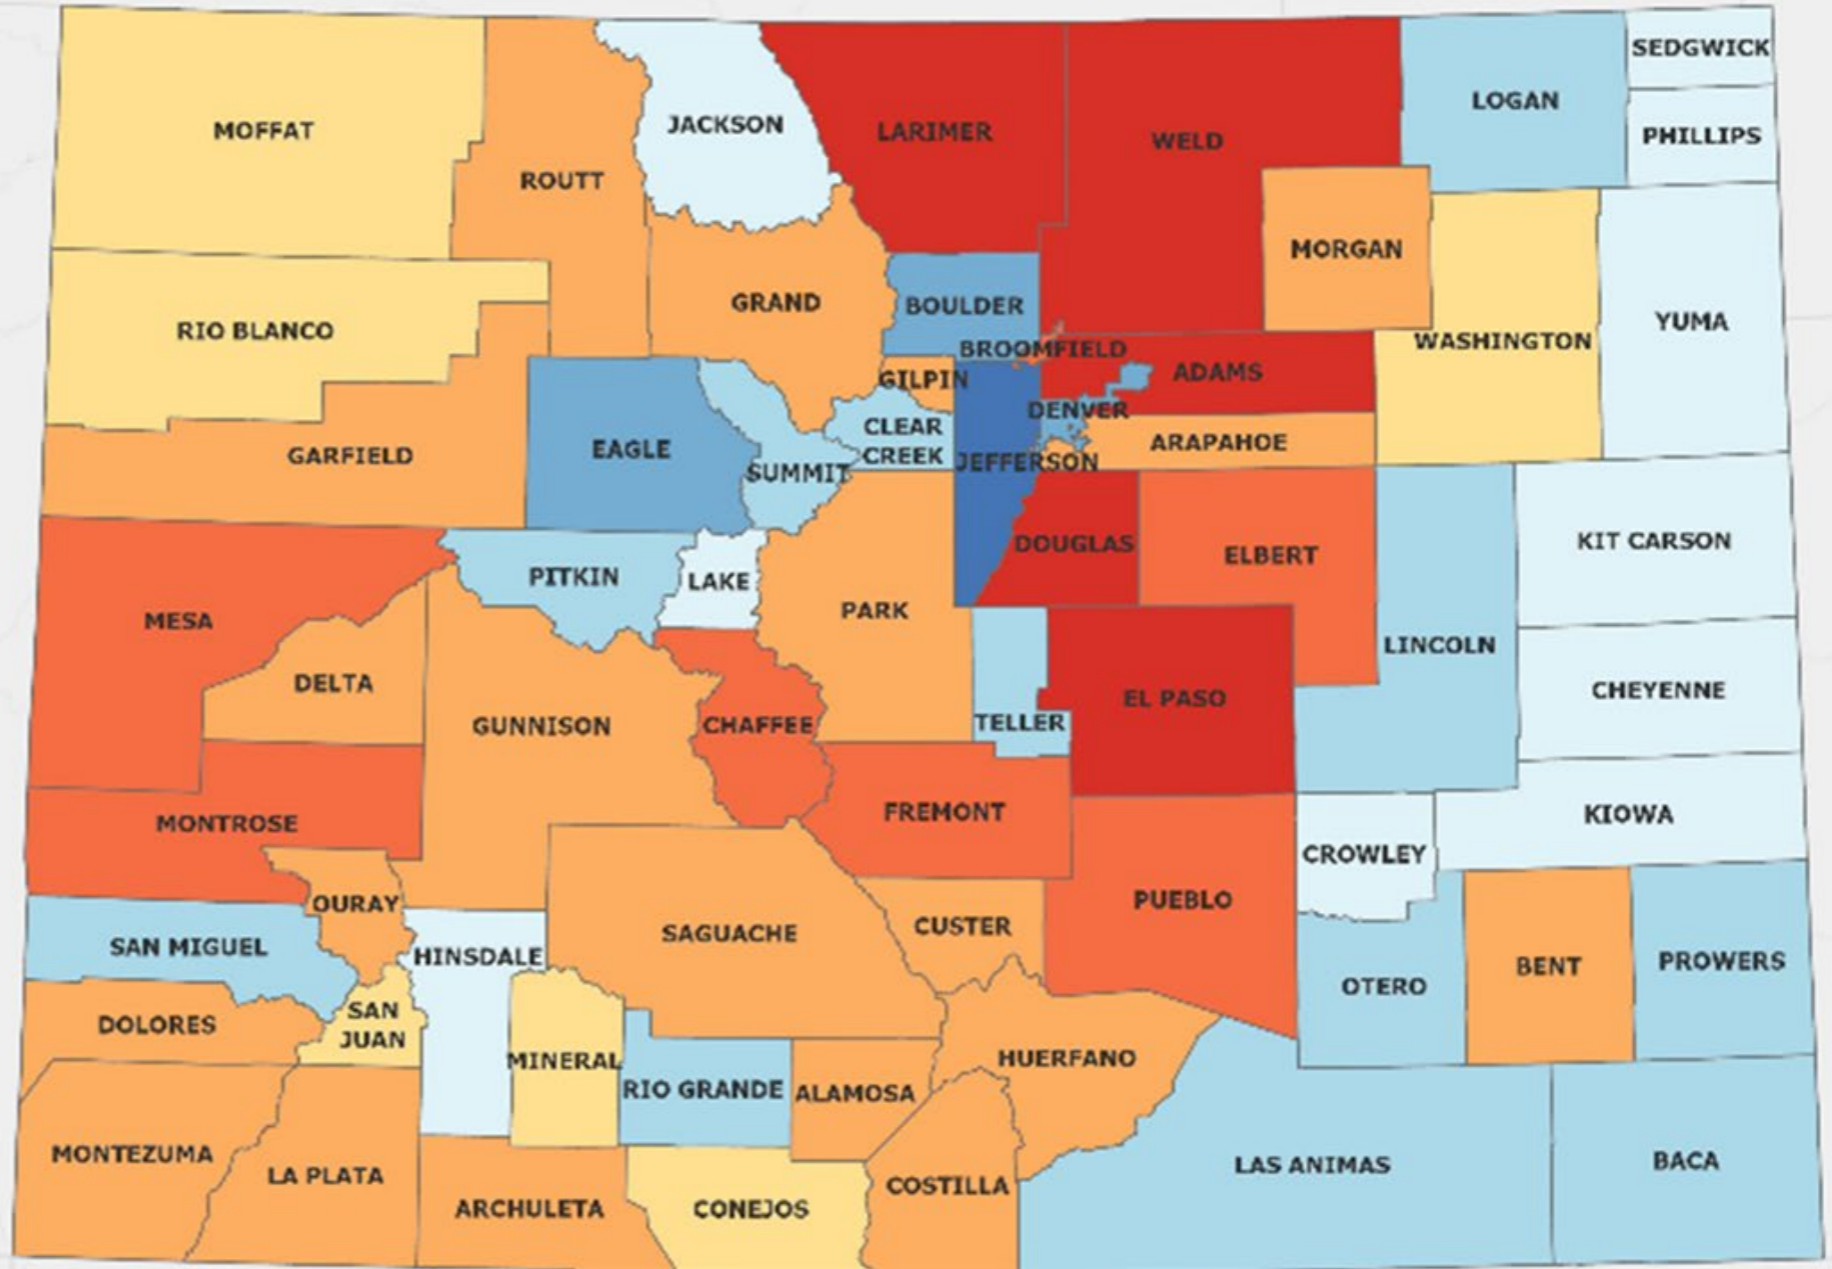 SEDGWICK
LOGAN
JACKSON
MOFFAT
LARIMER
WELD
PHILLIPS
ROUTT
MORGAN
GRAND
BOULDER
YUMA
RIO BLANCO
WASHINGTON
BROOMFIELD
ADAMS
GILPIN
DENVER
CLEAR
CREEK
ARAPAHOE
EAGLE
GARFIELD
JEFFERSON
SUMMIT
KIT CARSON
DOUGLAS
ELBERT
PITKIN
LAKE
PARK
MESA
LINCOLN
DELTA
CHEYENNE
EL PASO
TELLER
GUNNISON
CHAFFEE
FREMONT
KIOWA
MONTROSE
CROWLEY
PUEBLO
OURAY
CUSTER
SAGUACHE
SAN MIGUEL
HINSDALE
PROWERS
BENT
OTERO
SAN
JUAN
DOLORES
HUERFANO
MINERAL
RIO GRANDE
ALAMOSA
MONTEZUMA
BACA
LAS ANIMAS
LA PLATA
COSTILLA
ARCHULETA
CONEJOS